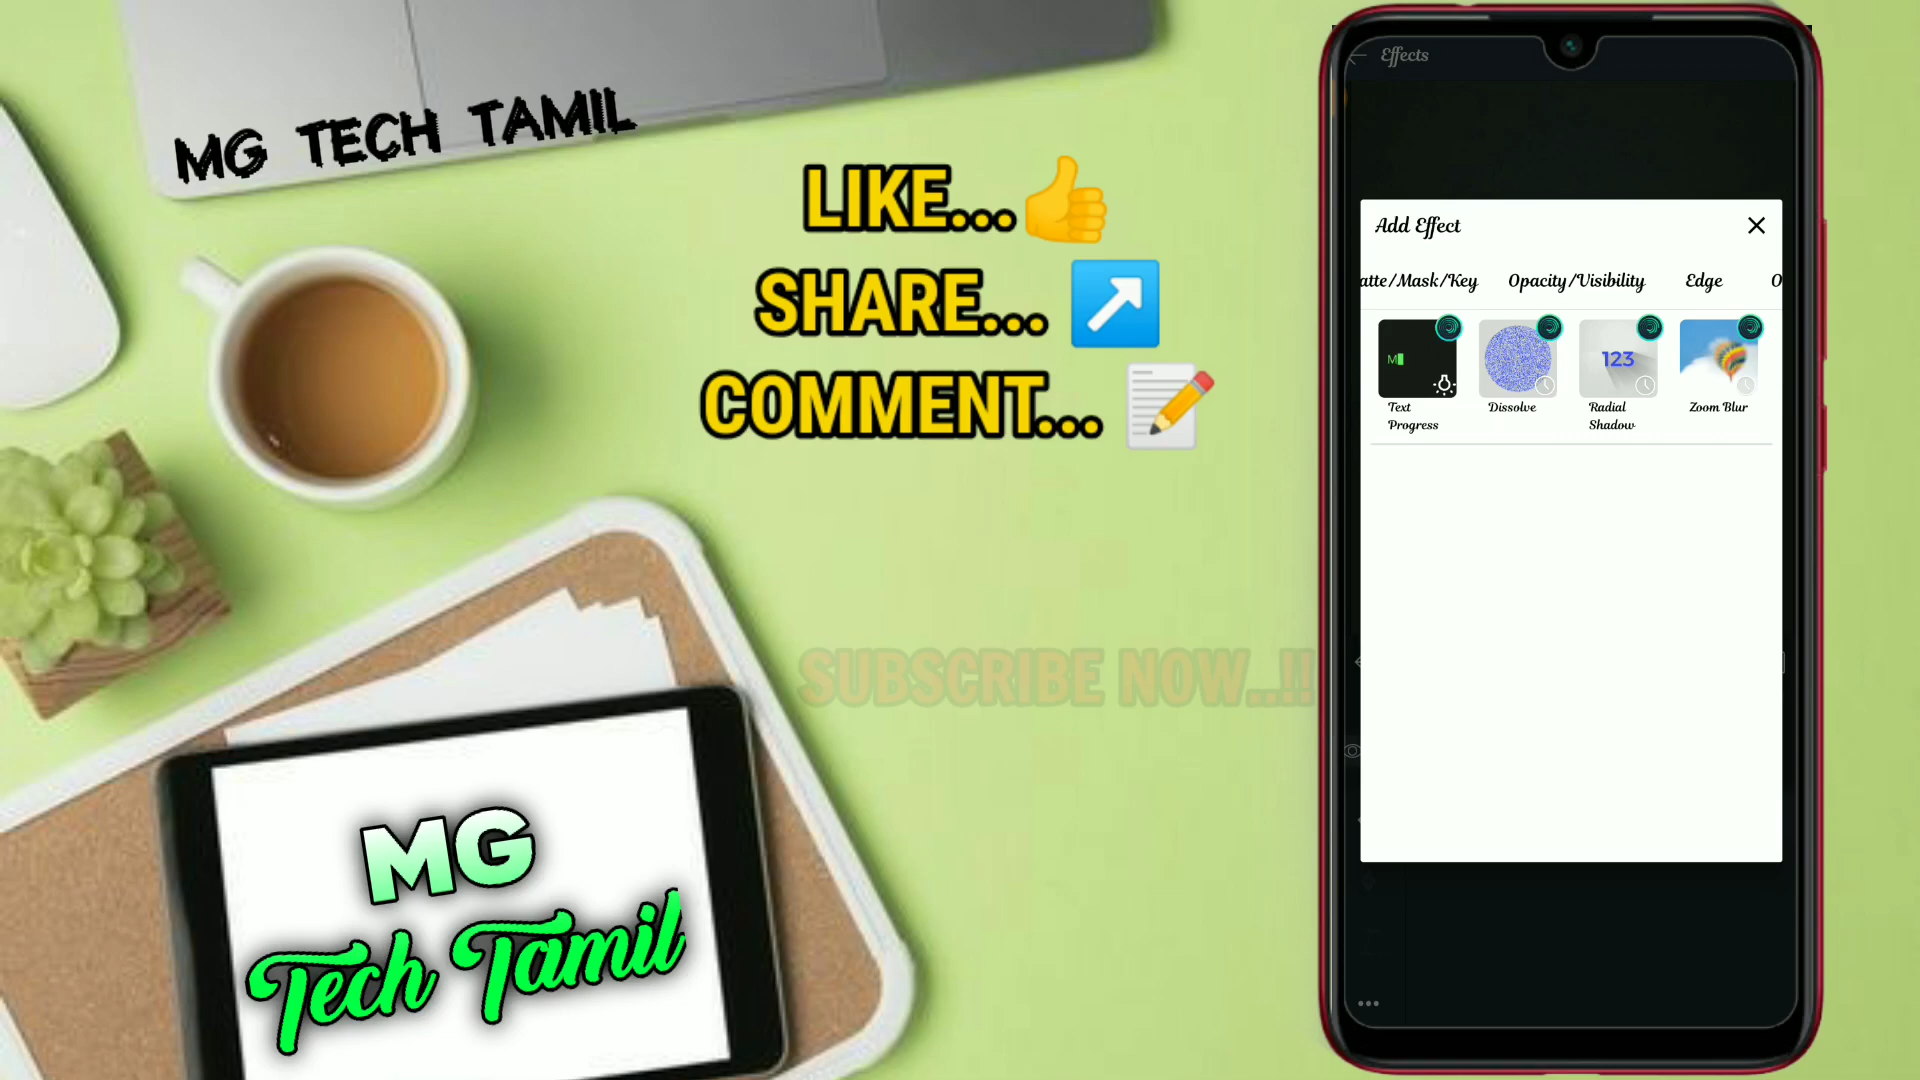 MG TECH TAMIL
LIKE...
SHARE...
COMMENT...
SUBSCRIBE NOW..!!
MG
Tech Tamil
Effects
Add Effect
atte/Mask/Key Opacity/Visibility Edge O
M
123
Text Progress
Dissolve
Radial Shadow
Zoom Blur